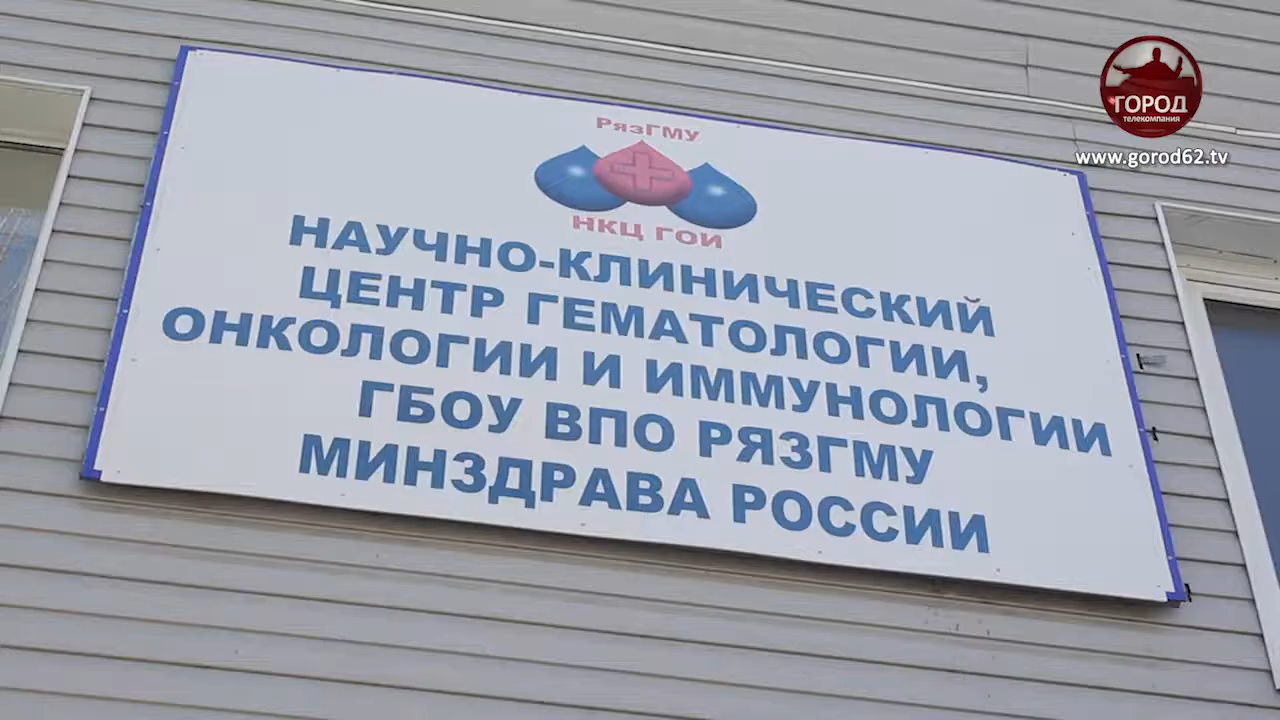 ГОРОД
телекомпания
www.gorod62.tv
РязГМУ
НКЦ ГОИ
НАУЧНО-КЛИНИЧЕСКИЙ
ЦЕНТР ГЕМАТОЛОГИИ,
ОНКОЛОГИИ И ИММУНОЛОГИИ
ГБОУ ВПО РЯЗГМУ
МИНЗДРАВА РОССИИ